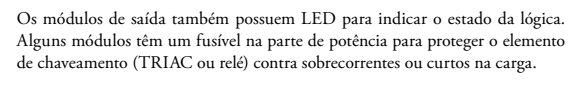 Os módulos de saída também possuem LED para indicar o estado da lógica.
Alguns módulos têm um fusível na parte de potência para proteger o elemento
de chaveamento (TRIAC ou relé) contra sobrecorrentes ou curtos na carga.